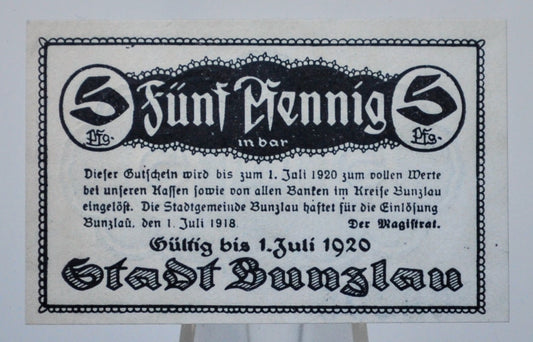 5 Pfg.
Fünf Pfennig
in bar
5 Pfg.
Dieser Gutschein wird bis zum 1. Juli 1920 zum vollen Werte
bei unseren Kassen sowie von allen Banken im Kreise Bunzlau
eingelöst. Die Stadtgemeinde Bunzlau haftet für die Einlösung
Bunzlau, den 1. Juli 1918. Der Magistrat.
Gültig bis 1. Juli 1920
Stadt Bunzlau